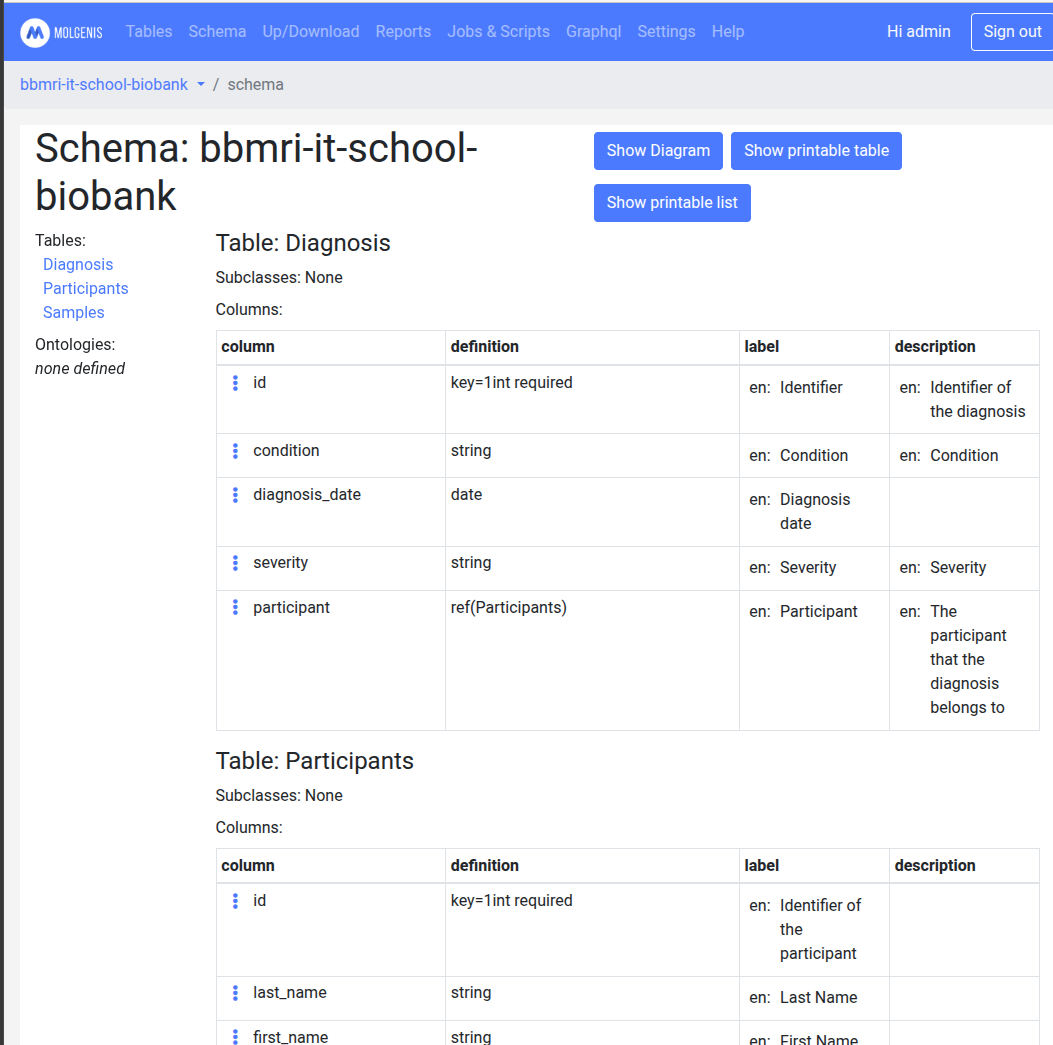 MOLGENIS Tables Schema Up/Download Reports Jobs & Scripts Graphql Settings Help Hi admin Sign out
bbmri-it-school-biobank / schema
Schema: bbmri-it-school-
biobank
Show Diagram Show printable table
Show printable list
Tables:
Diagnosis
Participants
Samples
Ontologies:
none defined
Table: Diagnosis
Subclasses: None
Columns:
column definition label description
id key=1int required en: Identifier en: Identifier of
the diagnosis
condition string en: Condition en: Condition
diagnosis_date date en: Diagnosis
date
severity string en: Severity en: Severity
participant ref(Participants) en: Participant en: The
participant
that the
diagnosis
belongs to
Table: Participants
Subclasses: None
Columns:
column definition label description
id key=1int required en: Identifier of
the
participant
last_name string en: Last Name
first_name string en: First Name